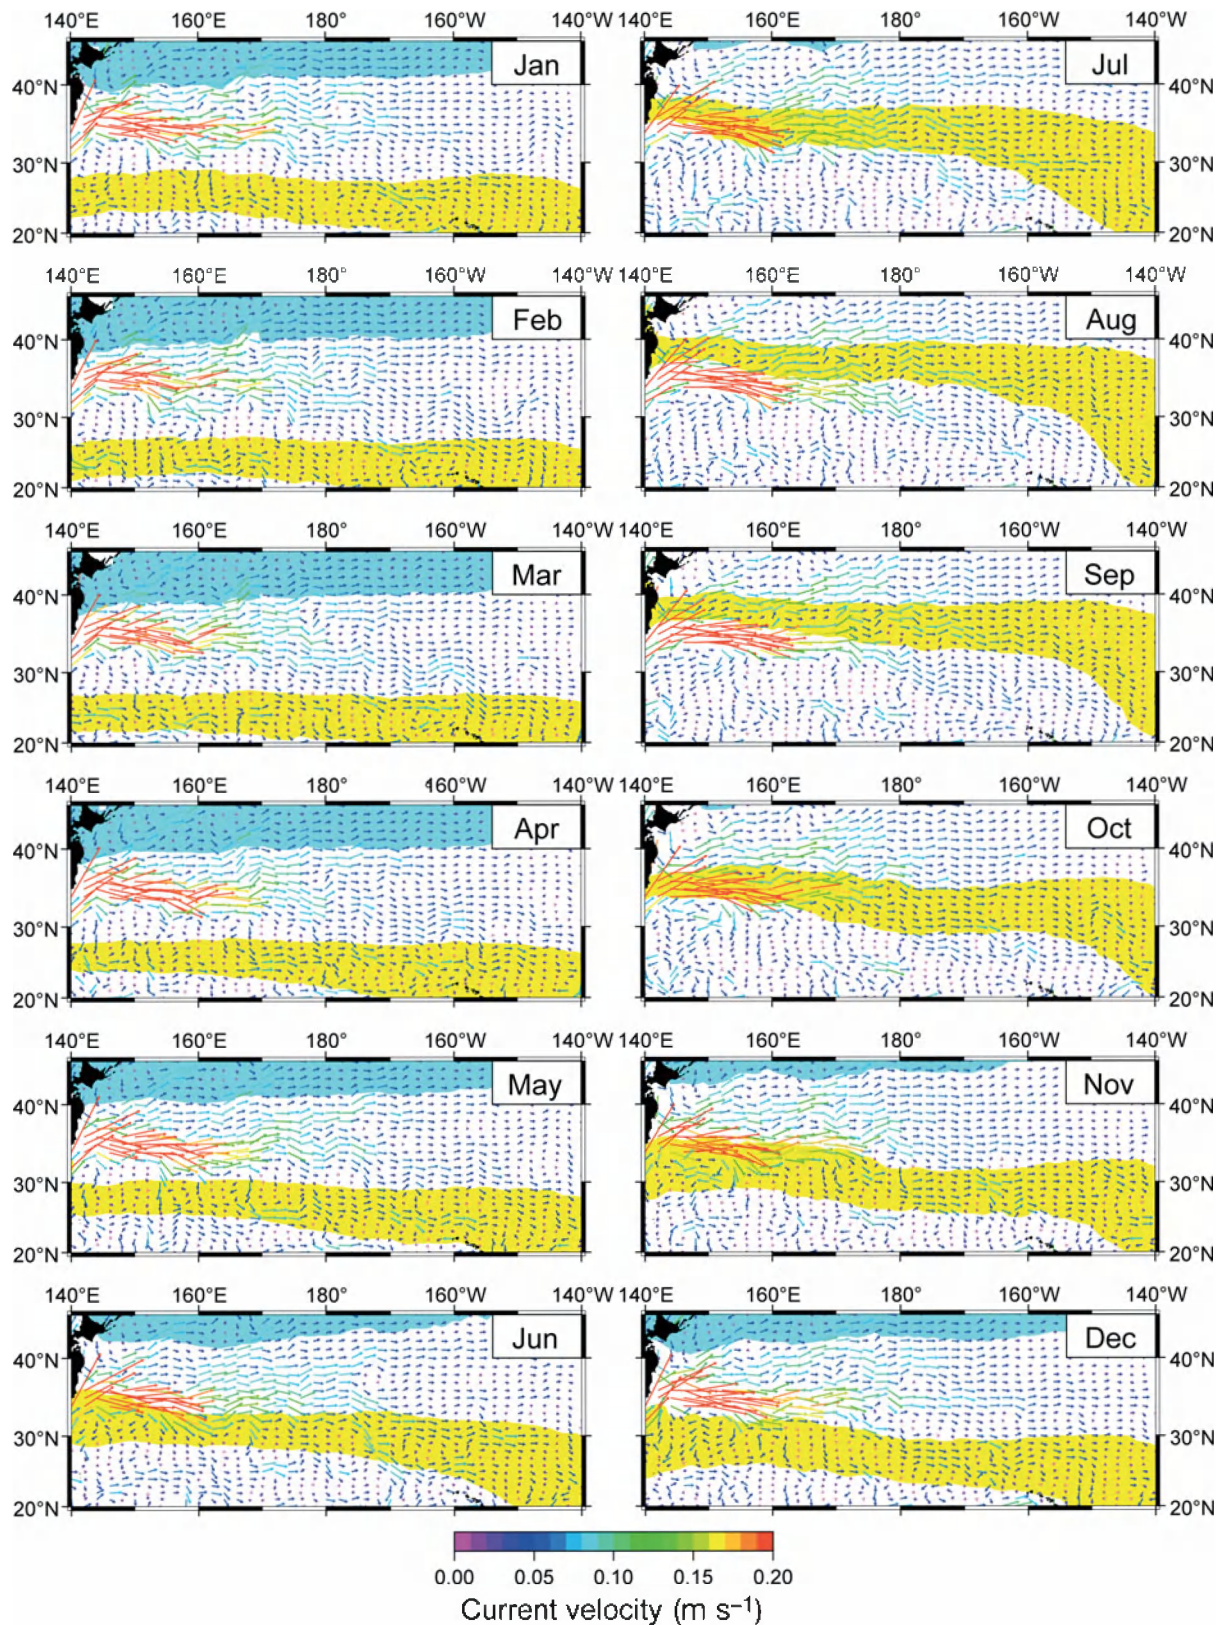 140°E 160°E 180° 160°W 140°W 140°E 160°E 180° 160°W 140°W
Jan Jul
40°N 40°N
30°N 30°N
20°N 20°N
140°E 160°E 180° 160°W 140°W 140°E 160°E 180° 160°W 140°W
Feb Aug
40°N 40°N
30°N 30°N
20°N 20°N
140°E 160°E 180° 160°W 140°W 140°E 160°E 180° 160°W 140°W
Mar Sep
40°N 40°N
30°N 30°N
20°N 20°N
140°E 160°E 180° 160°W 140°W 140°E 160°E 180° 160°W 140°W
Apr Oct
40°N 40°N
30°N 30°N
20°N 20°N
140°E 160°E 180° 160°W 140°W 140°E 160°E 180° 160°W 140°W
May Nov
40°N 40°N
30°N 30°N
20°N 20°N
140°E 160°E 180° 160°W 140°W 140°E 160°E 180° 160°W 140°W
Jun Dec
40°N 40°N
30°N 30°N
20°N 20°N
0.00 0.05 0.10 0.15 0.20
Current velocity (m s⁻¹)